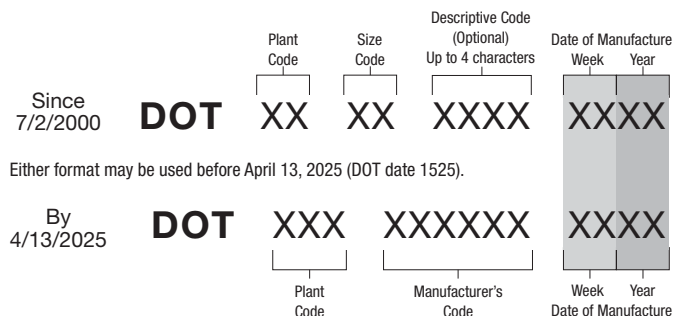 Plant
Code
Size
Code
Descriptive Code
(Optional)
Up to 4 characters
Date of Manufacture
Week Year
Since
7/2/2000
DOT XX XX XXXX XXXX
Either format may be used before April 13, 2025 (DOT date 1525).
By
4/13/2025
DOT XXX XXXXXX XXXX
Plant
Code
Manufacturer's
Code
Week Year
Date of Manufacture